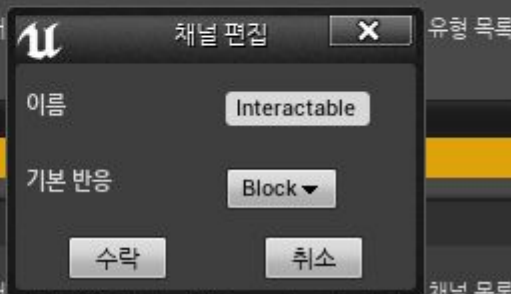 채널 편집
유형 목록
이름
Interactable
기본 반응
Block
수락
취소
채널 목록